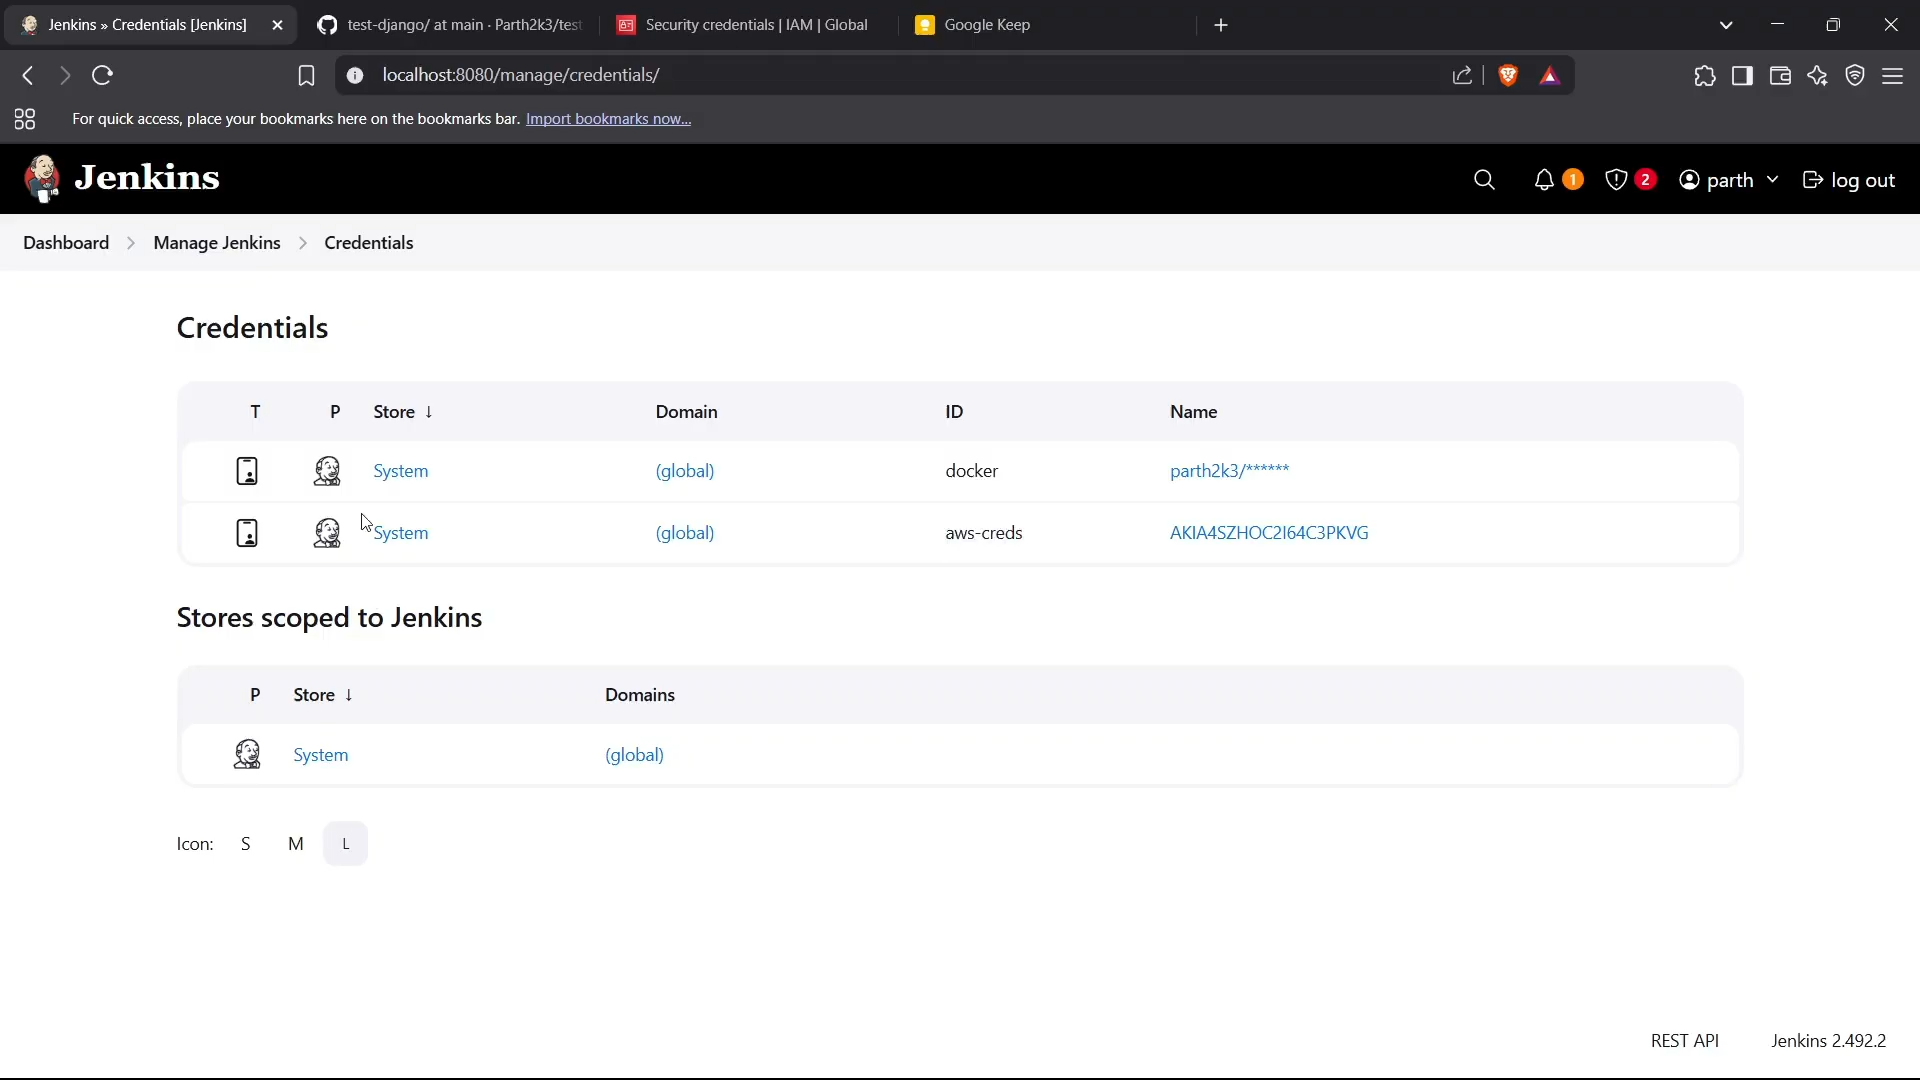 Jenkins » Credentials [Jenkins]
test-django/ at main · Parth2k3/test
Security credentials | IAM | Global
Google Keep
localhost:8080/manage/credentials/
For quick access, place your bookmarks here on the bookmarks bar. Import bookmarks now...
Jenkins
1
2
parth
log out
Dashboard
Manage Jenkins
Credentials
Credentials
T P Store ↓ Domain ID Name
System (global) docker parth2k3/******
System (global) aws-creds AKIA4SZHOC2I64C3PKVG
Stores scoped to Jenkins
P Store ↓ Domains
System (global)
Icon: S M L
REST API Jenkins 2.492.2